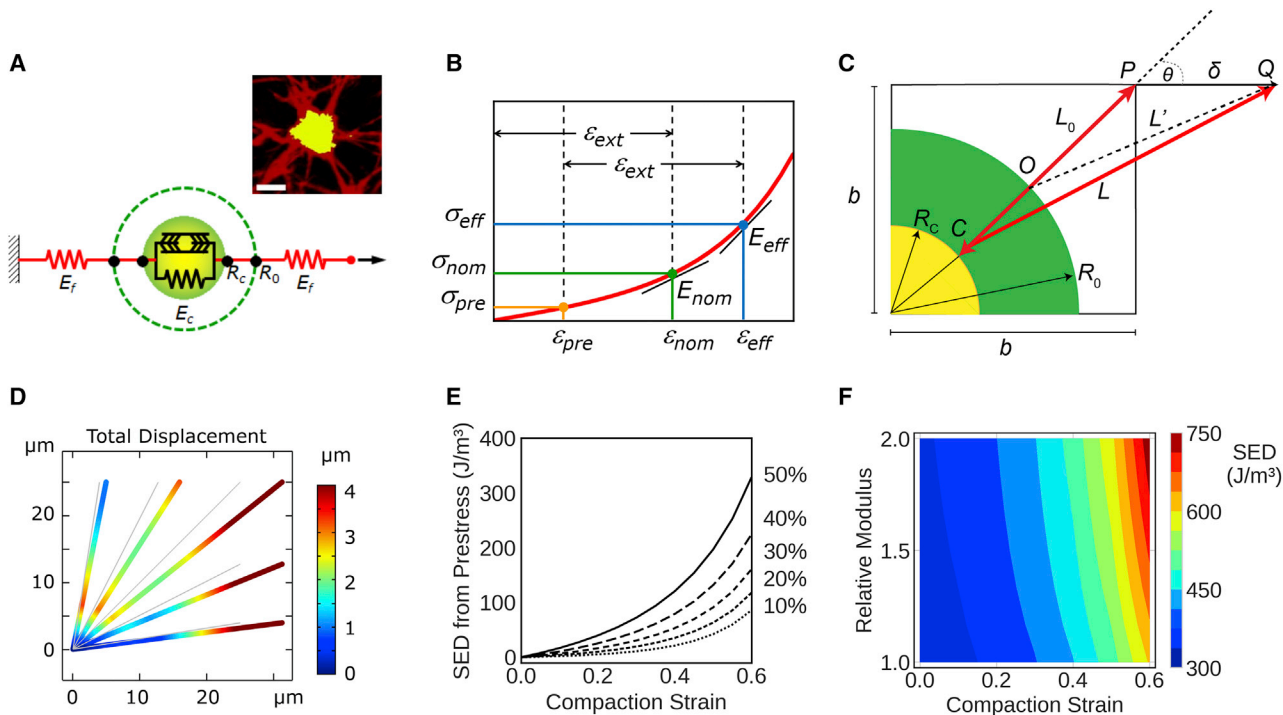 A
E_f
E_c
R_c
R_0
E_f
B
ε_ext
ε_ext
σ_eff
σ_nom
σ_pre
E_eff
E_nom
ε_pre
ε_nom
ε_eff
C
P
δ
Q
θ
L_0
L'
O
L
b
R_C
C
R_0
b
D
μm
Total Displacement
μm
20
10
0
0
20
μm
4
3
2
1
0
E
SED from Prestress (J/m³)
400
300
200
100
0
50%
40%
30%
20%
10%
0.0
0.2
0.4
0.6
Compaction Strain
F
Relative Modulus
2.0
1.5
1.0
0.0
0.2
0.4
0.6
Compaction Strain
750
600
450
300
SED
(J/m³)